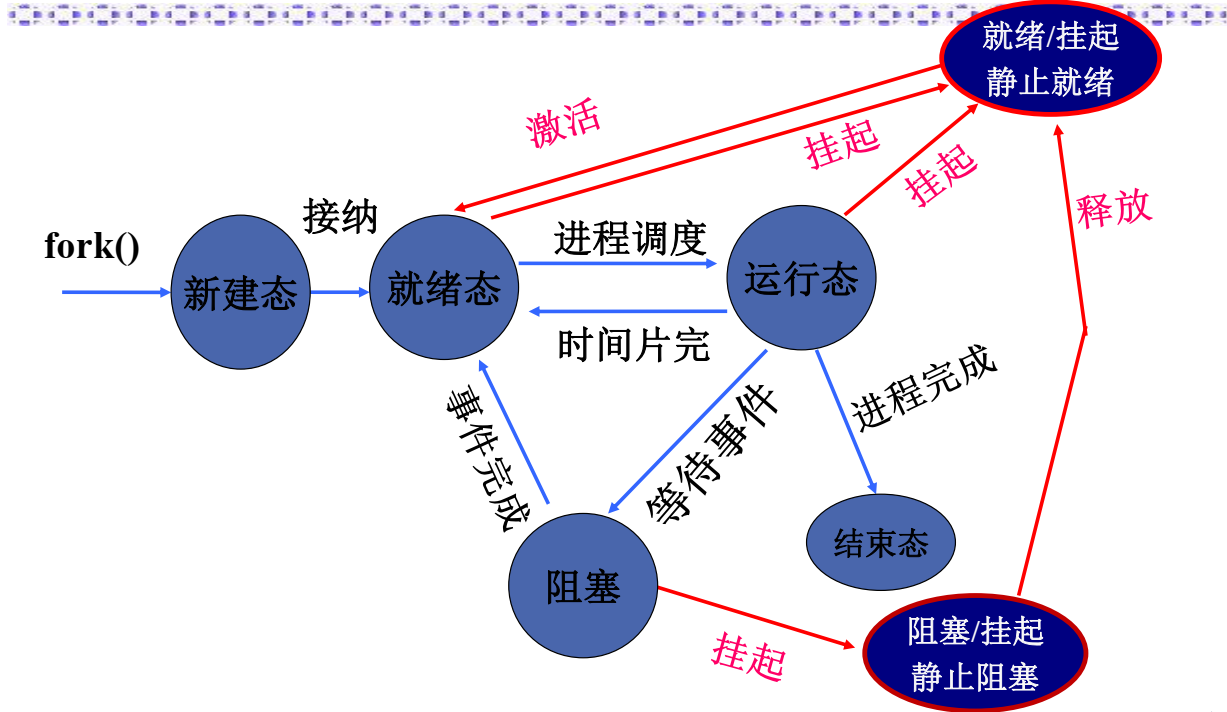 就绪/挂起
静止就绪
激活
挂起
挂起
释放
fork()
接纳
进程调度
新建态
就绪态
运行态
时间片完
事件完成
等待事件
进程完成
结束态
阻塞
挂起
阻塞/挂起
静止阻塞